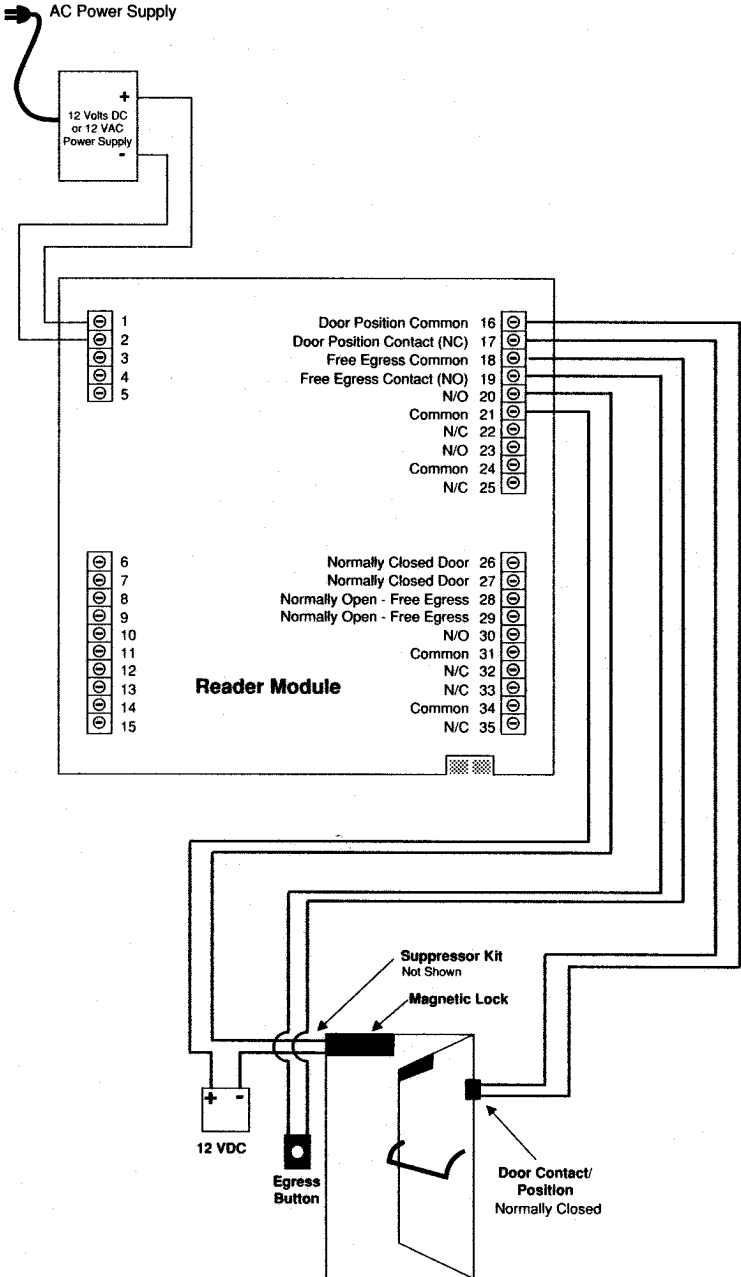 AC Power Supply
+
12 Volts DC
or 12 VAC
Power Supply
-
1
2
3
4
5
Door Position Common 16
Door Position Contact (NC) 17
Free Egress Common 18
Free Egress Contact (NO) 19
N/O 20
Common 21
N/C 22
N/O 23
Common 24
N/C 25
6
7
8
9
10
11
12
13
14
15
Reader Module
Normally Closed Door 26
Normally Closed Door 27
Normally Open - Free Egress 28
Normally Open - Free Egress 29
N/O 30
Common 31
N/C 32
N/C 33
Common 34
N/C 35
Suppressor Kit
Not Shown
Magnetic Lock
+ -
12 VDC
Egress
Button
Door Contact/
Position
Normally Closed